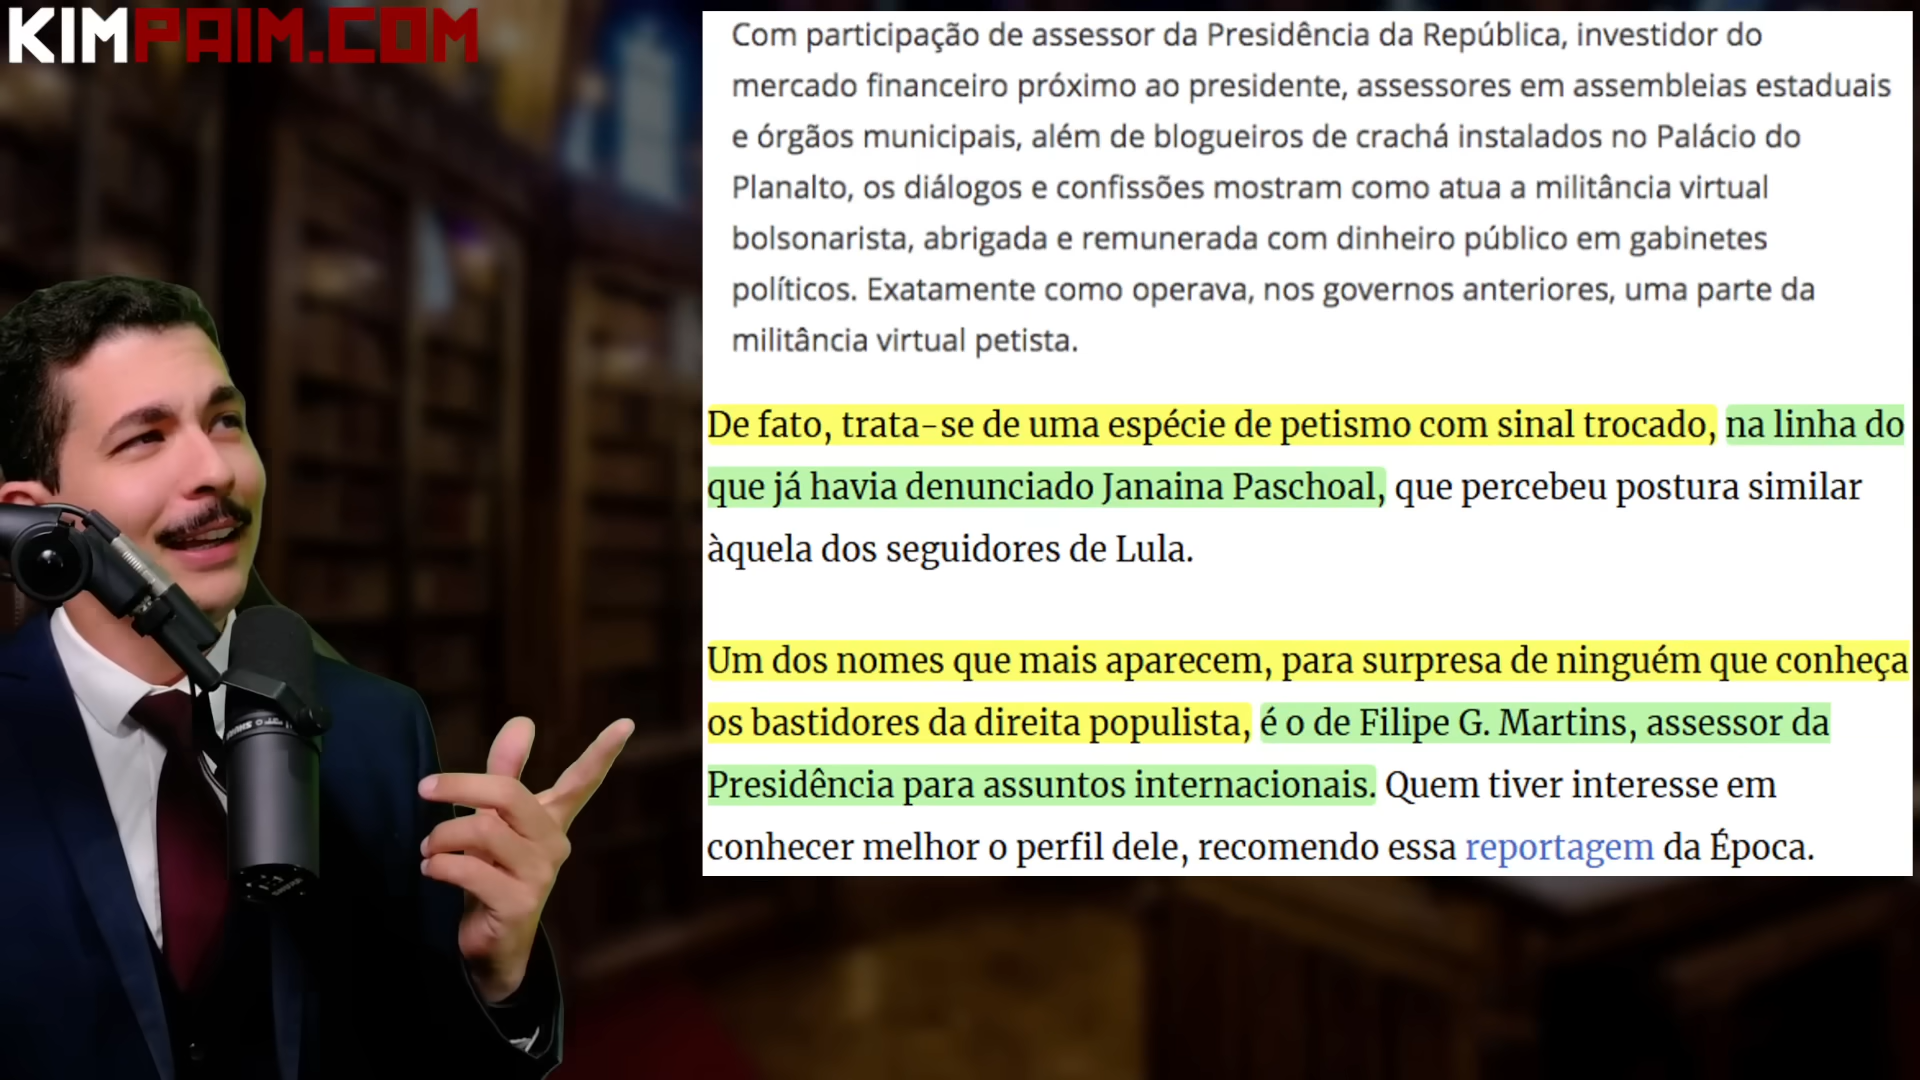 KIMPAIM.COM
Com participação de assessor da Presidência da República, investidor do
mercado financeiro próximo ao presidente, assessores em assembleias estaduais
e órgãos municipais, além de blogueiros de crachá instalados no Palácio do
Planalto, os diálogos e confissões mostram como atua a militância virtual
bolsonarista, abrigada e remunerada com dinheiro público em gabinetes
políticos. Exatamente como operava, nos governos anteriores, uma parte da
militância virtual petista.
De fato, trata-se de uma espécie de petismo com sinal trocado, na linha do
que já havia denunciado Janaina Paschoal, que percebeu postura similar
àquela dos seguidores de Lula.
Um dos nomes que mais aparecem, para surpresa de ninguém que conheça
os bastidores da direita populista, é o de Filipe G. Martins, assessor da
Presidência para assuntos internacionais. Quem tiver interesse em
conhecer melhor o perfil dele, recomendo essa reportagem da Época.